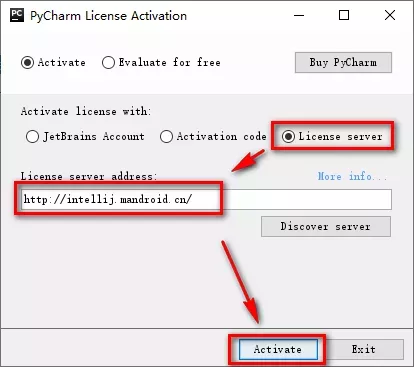 PC PyCharm License Activation
Activate Evaluate for free Buy PyCharm
Activate license with:
JetBrains Account Activation code License server
License server address: More info...
http://intellij.mandroid.cn/
Discover server
Activate Exit